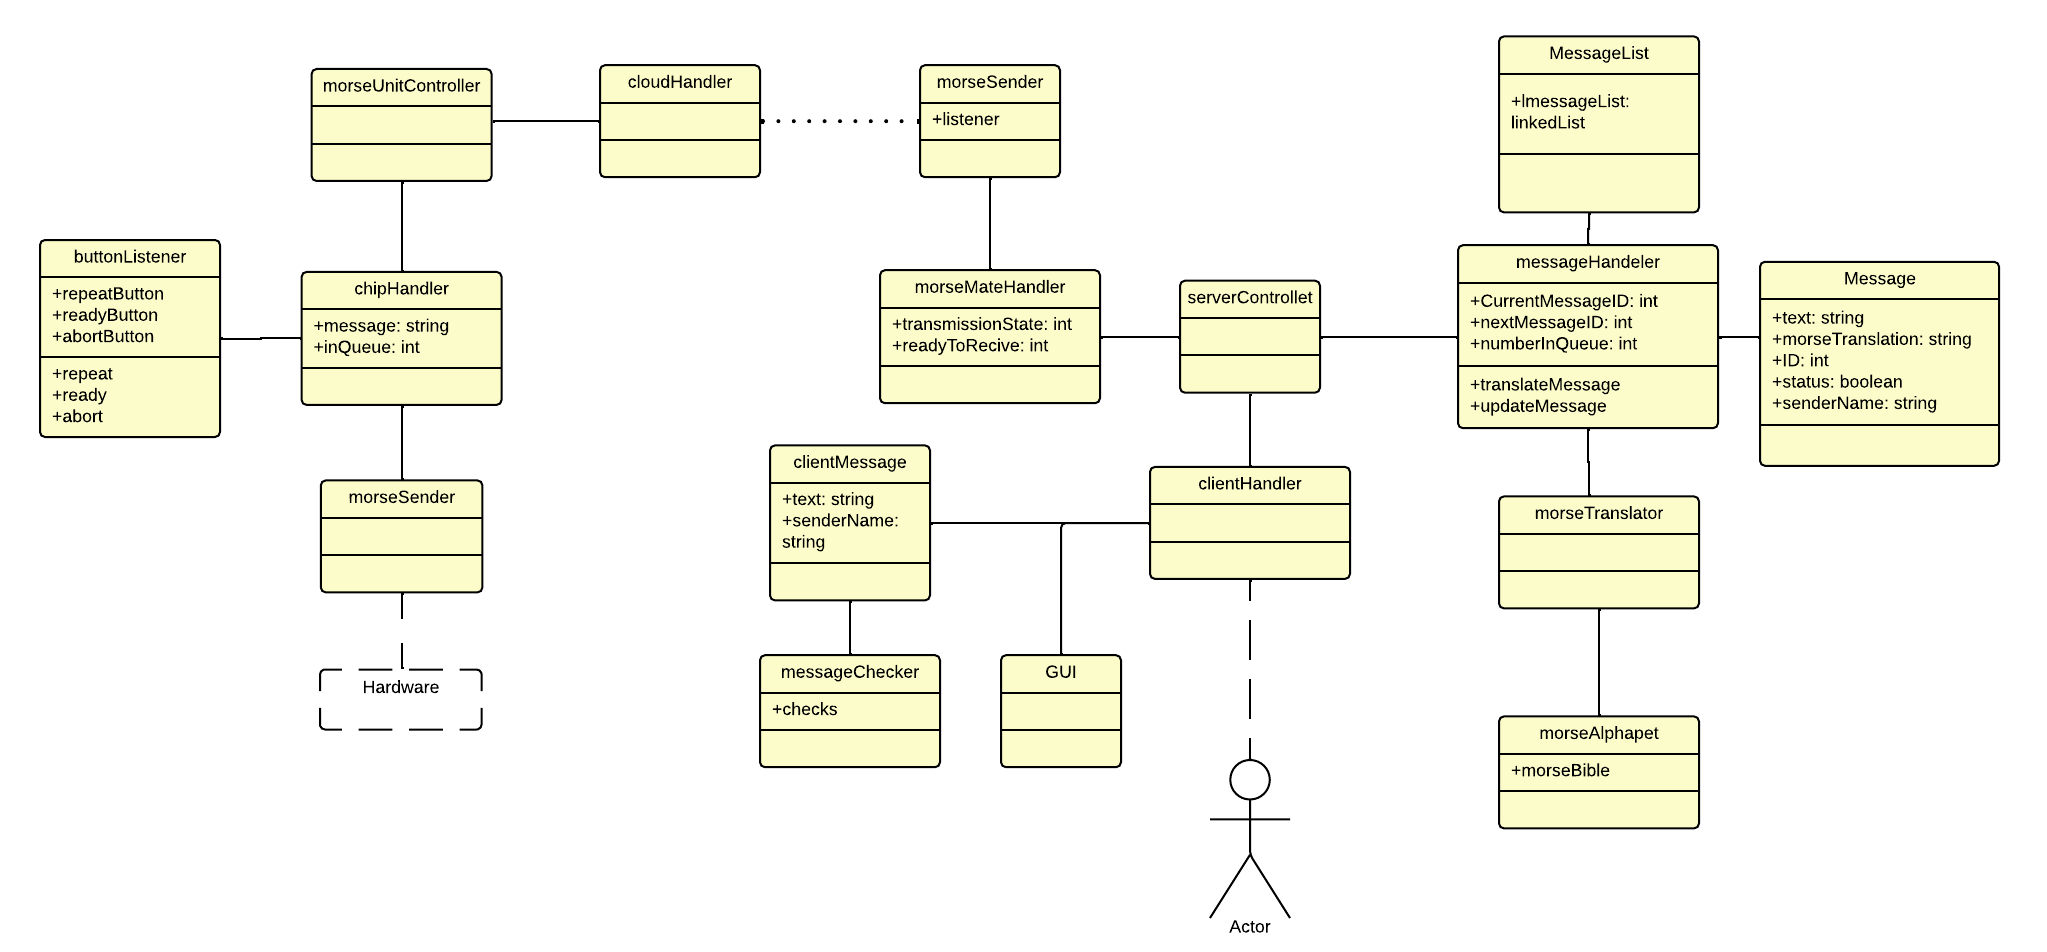 morseUnitController
cloudHandler
morseSender
+listener
MessageList
+lmessageList:
linkedList
buttonListener
+repeatButton
+readyButton
+abortButton
+repeat
+ready
+abort
chipHandler
+message: string
+inQueue: int
morseMateHandler
+transmissionState: int
+readyToRecive: int
serverControllet
messageHandeler
+CurrentMessageID: int
+nextMessageID: int
+numberInQueue: int
+translateMessage
+updateMessage
Message
+text: string
+morseTranslation: string
+ID: int
+status: boolean
+senderName: string
morseSender
clientMessage
+text: string
+senderName:
string
clientHandler
morseTranslator
Hardware
messageChecker
+checks
GUI
morseAlphapet
+morseBible
Actor